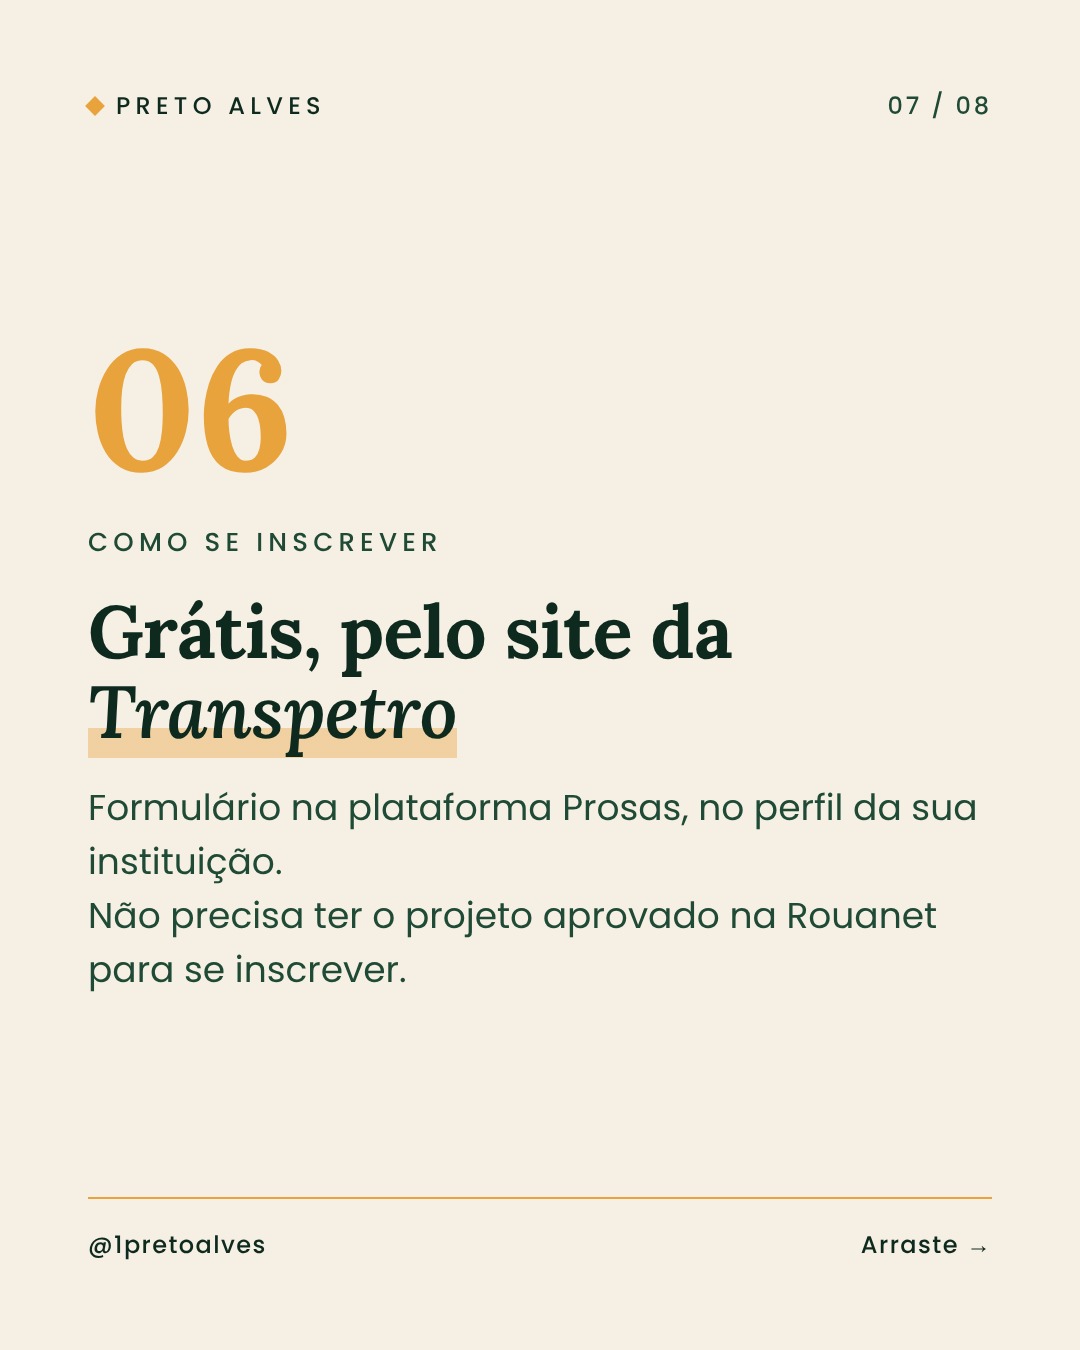 PRETO ALVES
07 / 08
06
COMO SE INSCREVER
Grátis, pelo site da
Transpetro
Formulário na plataforma Prosas, no perfil da sua
instituição.
Não precisa ter o projeto aprovado na Rouanet
para se inscrever.
@1pretoalves
Arraste →